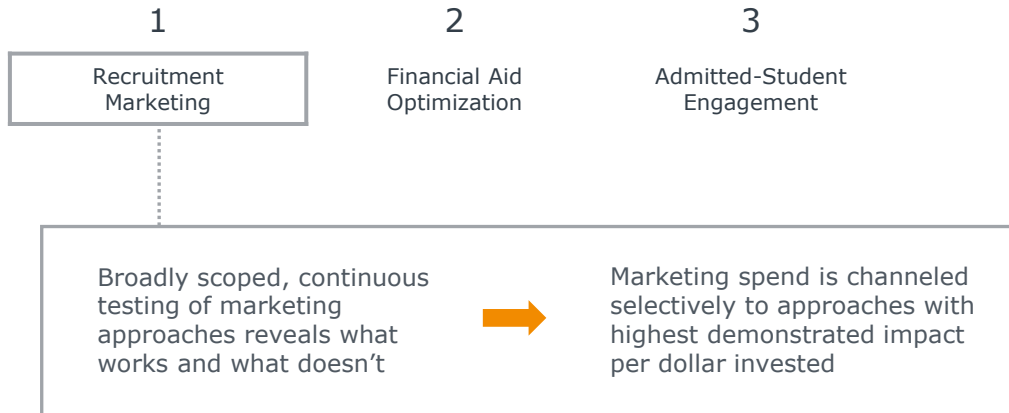 1
2
3
Recruitment
Marketing
Financial Aid
Optimization
Admitted-Student
Engagement
Broadly scoped, continuous
testing of marketing
approaches reveals what
works and what doesn’t
Marketing spend is channeled
selectively to approaches with
highest demonstrated impact
per dollar invested